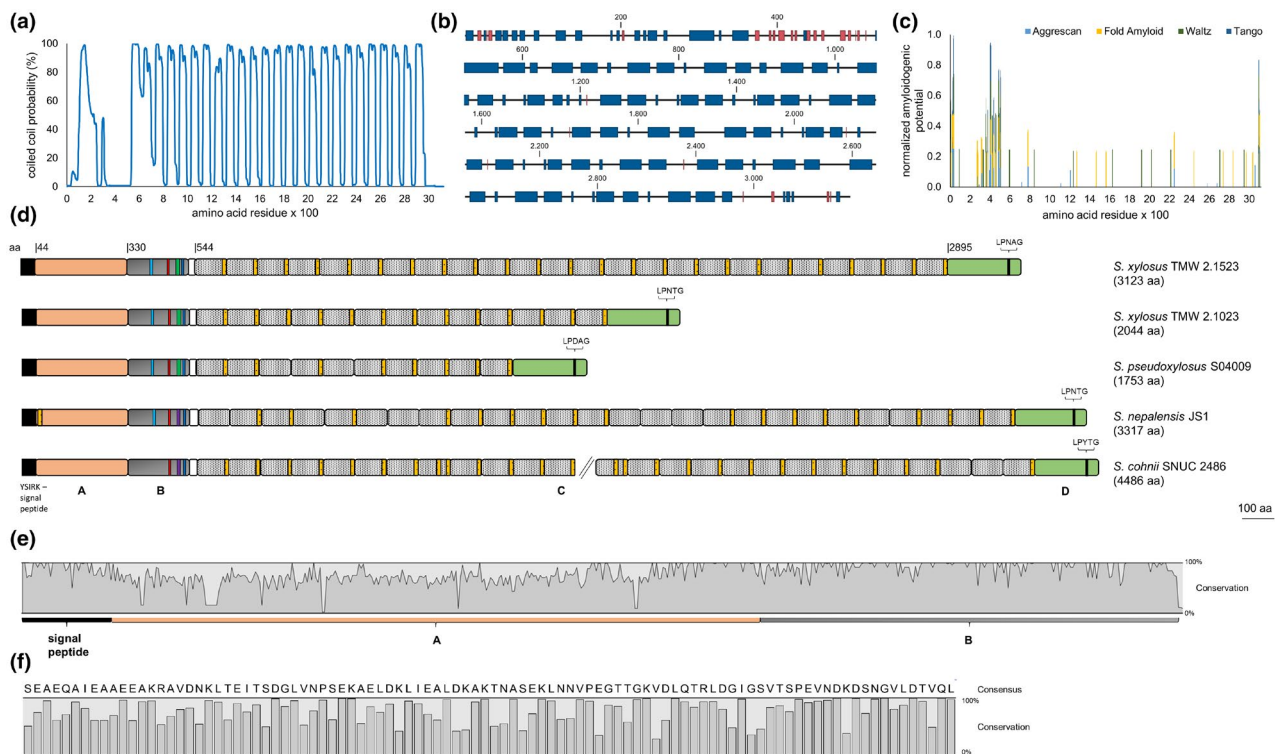 (a)
coiled coil probability (%)
100
80
60
40
20
0
0 2 4 6 8 10 12 14 16 18 20 22 24 26 28 30
amino acid residue x 100
(b)
200 400
600 800 1.000
1.200 1.400
1.600 1.800 2.000
2.200 2.400 2.600
2.800 3.000
(c)
Aggrescan Fold Amyloid Waltz Tango
normalized amyloidogenic
potential
1.0
0.8
0.6
0.4
0.2
0.0
0 2 4 6 8 10 12 14 16 18 20 22 24 26 28 30
amino acid residue x 100
(d)
aa |44 |330 |544 |2895 LPNAG
S. xylosus TMW 2.1523
(3123 aa)
LPNTG
S. xylosus TMW 2.1023
(2044 aa)
LPDAG
S. pseudoxylosus S04009
(1753 aa)
LPNTG
S. nepalensis JS1
(3317 aa)
LPYTG
S. cohnii SNUC 2486
(4486 aa)
YSIRK –
signal
peptide
A B C D
100 aa
(e)
100%
Conservation
0%
signal
peptide
A B
(f)
SEAEQAIEAAEEAKRAVDNKLTEITSDGLVNPSEKAELDKLIEALDKAKTNASEKLNNVPEGTTGKVDLQTRLDGIGSVTSPEVNDKDSNGVLDTVQL Consensus
100%
Conservation
0%